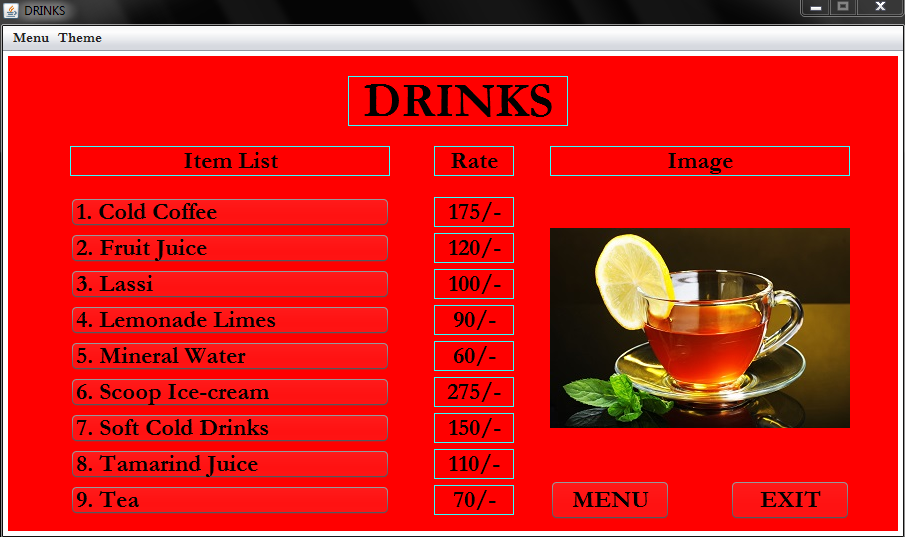 DRINKS
Menu Theme
DRINKS
Item List Rate Image
1. Cold Coffee 175/-
2. Fruit Juice 120/-
3. Lassi 100/-
4. Lemonade Limes 90/-
5. Mineral Water 60/-
6. Scoop Ice-cream 275/-
7. Soft Cold Drinks 150/-
8. Tamarind Juice 110/-
9. Tea 70/-
MENU EXIT